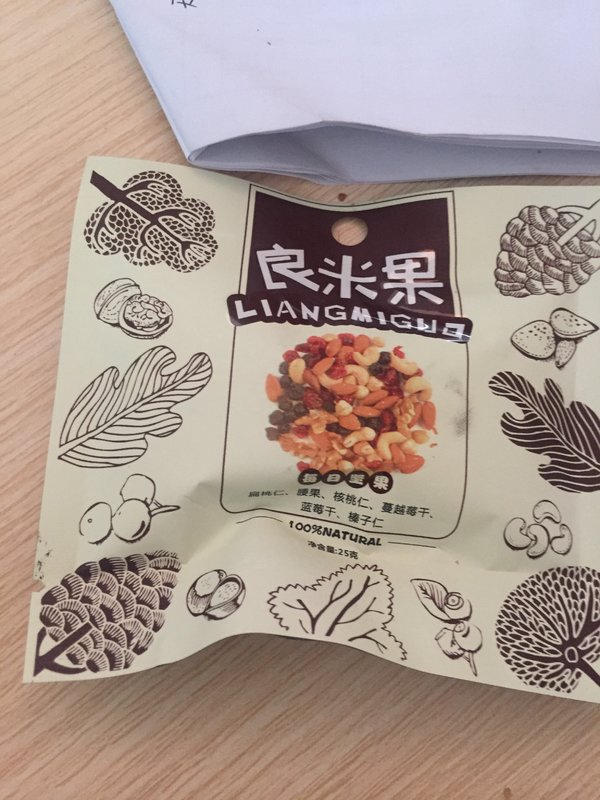 良米果
LIANGMIGUO
每日坚果
扁桃仁、腰果、核桃仁、蔓越莓干、
蓝莓干、榛子仁
100%NATURAL
净含量:25克